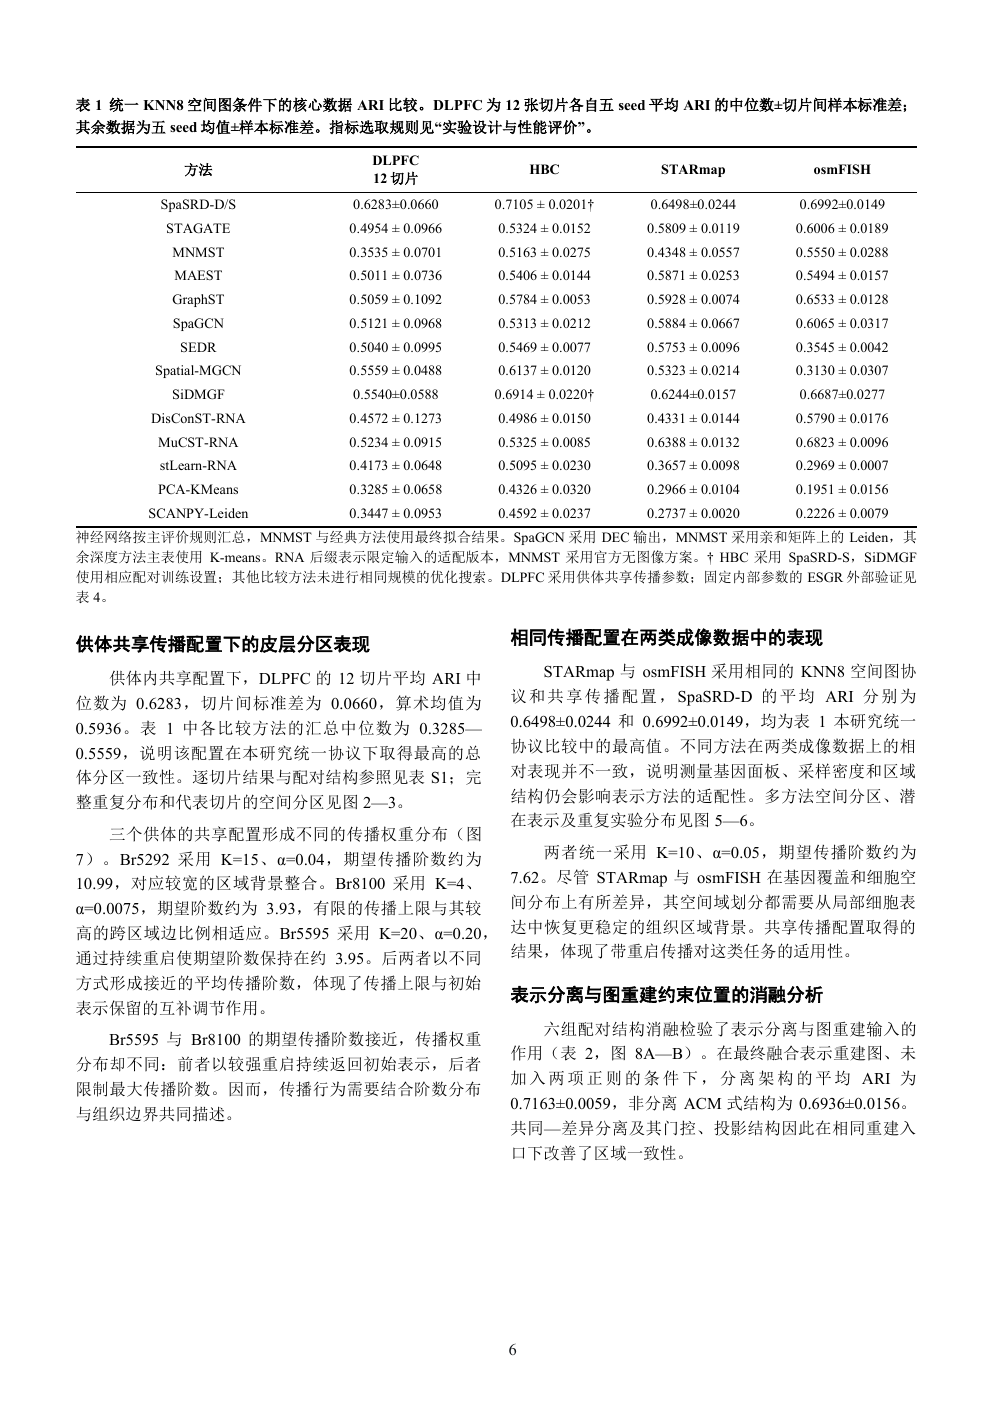 表 1 统一 KNN8 空间图条件下的核心数据 ARI 比较。DLPFC 为 12 张切片各自五 seed 平均 ARI 的中位数±切片间样本标准差；
其余数据为五 seed 均值±样本标准差。指标选取规则见“实验设计与性能评价”。
方法 DLPFC 12 切片 HBC STARmap osmFISH
SpaSRD-D/S 0.6283±0.0660 0.7105 ± 0.0201† 0.6498±0.0244 0.6992±0.0149
STAGATE 0.4954 ± 0.0966 0.5324 ± 0.0152 0.5809 ± 0.0119 0.6006 ± 0.0189
MNMST 0.3535 ± 0.0701 0.5163 ± 0.0275 0.4348 ± 0.0557 0.5550 ± 0.0288
MAEST 0.5011 ± 0.0736 0.5406 ± 0.0144 0.5871 ± 0.0253 0.5494 ± 0.0157
GraphST 0.5059 ± 0.1092 0.5784 ± 0.0053 0.5928 ± 0.0074 0.6533 ± 0.0128
SpaGCN 0.5121 ± 0.0968 0.5313 ± 0.0212 0.5884 ± 0.0667 0.6065 ± 0.0317
SEDR 0.5040 ± 0.0995 0.5469 ± 0.0077 0.5753 ± 0.0096 0.3545 ± 0.0042
Spatial-MGCN 0.5559 ± 0.0488 0.6137 ± 0.0120 0.5323 ± 0.0214 0.3130 ± 0.0307
SiDMGF 0.5540±0.0588 0.6914 ± 0.0220† 0.6244±0.0157 0.6687±0.0277
DisConST-RNA 0.4572 ± 0.1273 0.4986 ± 0.0150 0.4331 ± 0.0144 0.5790 ± 0.0176
MuCST-RNA 0.5234 ± 0.0915 0.5325 ± 0.0085 0.6388 ± 0.0132 0.6823 ± 0.0096
stLearn-RNA 0.4173 ± 0.0648 0.5095 ± 0.0230 0.3657 ± 0.0098 0.2969 ± 0.0007
PCA-KMeans 0.3285 ± 0.0658 0.4326 ± 0.0320 0.2966 ± 0.0104 0.1951 ± 0.0156
SCANPY-Leiden 0.3447 ± 0.0953 0.4592 ± 0.0237 0.2737 ± 0.0020 0.2226 ± 0.0079
神经网络按主评价规则汇总，MNMST 与经典方法使用最终拟合结果。SpaGCN 采用 DEC 输出，MNMST 采用亲和矩阵上的 Leiden，其
余深度方法主表使用 K-means。RNA 后缀表示限定输入的适配版本，MNMST 采用官方无图像方案。† HBC 采用 SpaSRD-S，SiDMGF
使用相应配对训练设置；其他比较方法未进行相同规模的优化搜索。DLPFC 采用供体共享传播参数；固定内部参数的 ESGR 外部验证见
表 4。
供体共享传播配置下的皮层分区表现
供体内共享配置下，DLPFC 的 12 切片平均 ARI 中
位数为 0.6283，切片间标准差为 0.0660，算术均值为
0.5936。表 1 中各比较方法的汇总中位数为 0.3285—
0.5559，说明该配置在本研究统一协议下取得最高的总
体分区一致性。逐切片结果与配对结构参照见表 S1；完
整重复分布和代表切片的空间分区见图 2—3。
三个供体的共享配置形成不同的传播权重分布（图
7）。Br5292 采用 K=15、α=0.04，期望传播阶数约为
10.99，对应较宽的区域背景整合。Br8100 采用 K=4、
α=0.0075，期望阶数约为 3.93，有限的传播上限与其较
高的跨区域边比例相适应。Br5595 采用 K=20、α=0.20，
通过持续重启使期望阶数保持在约 3.95。后两者以不同
方式形成接近的平均传播阶数，体现了传播上限与初始
表示保留的互补调节作用。
Br5595 与 Br8100 的期望传播阶数接近，传播权重
分布却不同：前者以较强重启持续返回初始表示，后者
限制最大传播阶数。因而，传播行为需要结合阶数分布
与组织边界共同描述。
相同传播配置在两类成像数据中的表现
STARmap 与 osmFISH 采用相同的 KNN8 空间图协
议和共享传播配置，SpaSRD-D 的平均 ARI 分别为
0.6498±0.0244 和 0.6992±0.0149，均为表 1 本研究统一
协议比较中的最高值。不同方法在两类成像数据上的相
对表现并不一致，说明测量基因面板、采样密度和区域
结构仍会影响表示方法的适配性。多方法空间分区、潜
在表示及重复实验分布见图 5—6。
两者统一采用 K=10、α=0.05，期望传播阶数约为
7.62。尽管 STARmap 与 osmFISH 在基因覆盖和细胞空
间分布上有所差异，其空间域划分都需要从局部细胞表
达中恢复更稳定的组织区域背景。共享传播配置取得的
结果，体现了带重启传播对这类任务的适用性。
表示分离与图重建约束位置的消融分析
六组配对结构消融检验了表示分离与图重建输入的
作用（表 2，图 8A—B）。在最终融合表示重建图、未
加入两项正则的条件下，分离架构的平均 ARI 为
0.7163±0.0059，非分离 ACM 式结构为 0.6936±0.0156。
共同—差异分离及其门控、投影结构因此在相同重建入
口下改善了区域一致性。
6